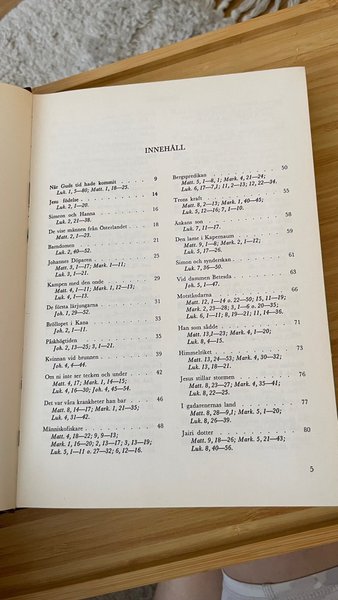 INNEHÅLL
När Guds tid hade kommit . . . 9
Luk. 1, 5—80; Matt. 1, 18—25.
Jesu födelse . . . . . . . . . 14
Luk. 2, 1—20.
Simeon och Hanna . . . . . . 16
Luk. 2, 21—38.
De vise männen från Österlandet . 18
Matt. 2, 1—23.
Barndomen . . . . . . . . . 21
Luk. 2, 40—52.
Johannes Döparen . . . . . . 25
Matt. 3, 1—17; Mark. 1—11;
Luk. 3, 1—21.
Kampen med den onde . . . . 29
Matt. 4, 1—11; Mark. 1, 12—13;
Luk. 4, 1—13.
De första lärjungarna . . . . . 31
Joh. 1, 29—52.
Bröllopet i Kana . . . . . . 33
Joh. 2, 1—11.
Påskhögtiden . . . . . . . . 35
Joh. 2, 13—25; 3, 1—21.
Kvinnan vid brunnen . . . . . 39
Joh. 4, 4—44.
Om ni inte ser tecken och under . 42
Matt. 4, 17; Mark. 1, 14—15;
Luk. 4, 16—30; Joh. 4, 45—54.
Det var våra krankheter han bar . 46
Matt. 8, 14—17; Mark. 1, 21—35;
Luk. 4, 31—42.
Människofiskare . . . . . . . 48
Matt. 4, 18—22; 9, 9—13;
Mark. 1, 16—20; 2, 13—17; 3, 13—19;
Luk. 5, 1—11 o. 27—32; 6, 12—16.
Bergspredikan . . . . . . . . 50
Matt. 5, 1—8, 1; Mark. 4, 21—24;
Luk. 6, 17—7,1; 11, 2—13; 12, 22—34.
Trons kraft . . . . . . . . . 55
Matt. 8, 2—13; Mark. 1, 40—45;
Luk. 5, 12—16; 7, 1—10.
Änkans son . . . . . . . . . 57
Luk. 7, 11—17.
Den lame i Kapernaum . . . . 59
Matt. 9, 1—8; Mark. 2, 1—12;
Luk. 5, 17—26.
Simon och synderskan . . . . . 61
Luk. 7, 36—50.
Vid dammen Betesda . . . . . 63
Joh. 5, 1—47.
Motståndarna . . . . . . . . 66
Matt. 12, 1—14 o. 22—50; 15, 11—19;
Mark. 2, 23—28; 3, 1—6 o. 20—35;
Luk. 6, 1—11; 8, 19—21; 11, 14—36.
Han som sådde . . . . . . . 71
Matt. 13,1—23; Mark. 4, 1—20;
Luk. 8, 4—15.
Himmelriket . . . . . . . . . 73
Matt. 13, 24—53; Mark. 4, 30—32;
Luk. 13, 18—21.
Jesus stillar stormen . . . . . 76
Matt. 8, 23—27; Mark. 4, 35—41;
Luk. 8, 22—25.
I gadarenernas land . . . . . 77
Matt. 8, 28—9,1; Mark. 5, 1—20;
Luk. 8, 26—39.
Jairi dotter . . . . . . . . . 80
Matt. 9, 18—26; Mark. 5, 21—43;
Luk. 8, 40—56.
5